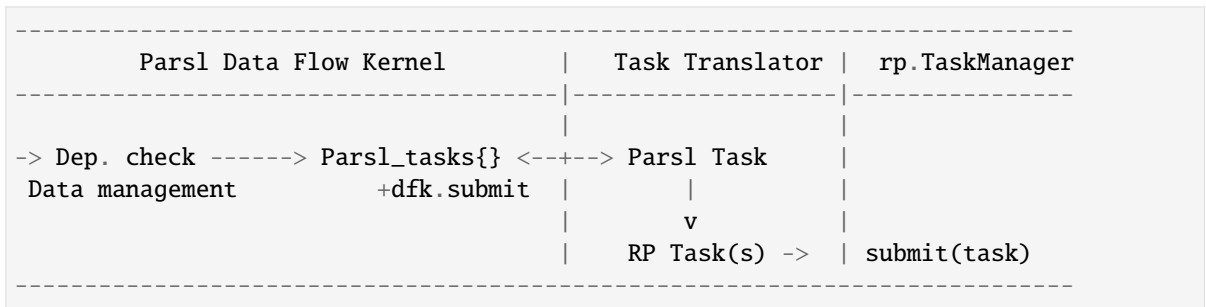 ----------------------------------------------------------------------------
         Parsl Data Flow Kernel        |   Task Translator |  rp.TaskManager
---------------------------------------|-------------------|----------------
                                       |                   |
-> Dep. check ------> Parsl_tasks{} <--+--> Parsl Task     |
 Data management          +dfk.submit  |        |          |
                                       |        v          |
                                       |    RP Task(s) ->  | submit(task)
----------------------------------------------------------------------------